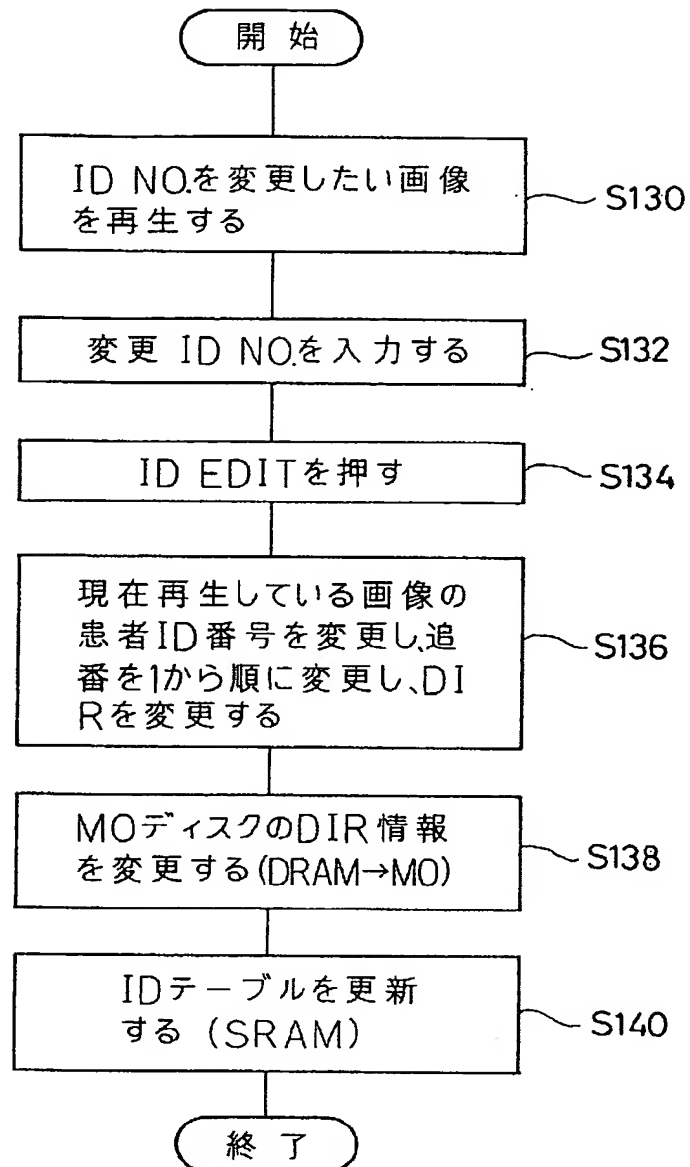 開始
ID NO.を変更したい画像
を再生する
S130
変更 ID NO.を入力する
S132
ID EDITを押す
S134
現在再生している画像の
患者ID番号を変更し、追
番を1から順に変更し、DI
Rを変更する
S136
MOディスクのDIR情報
を変更する(DRAM→MO)
S138
IDテーブルを更新
する (SRAM)
S140
終了